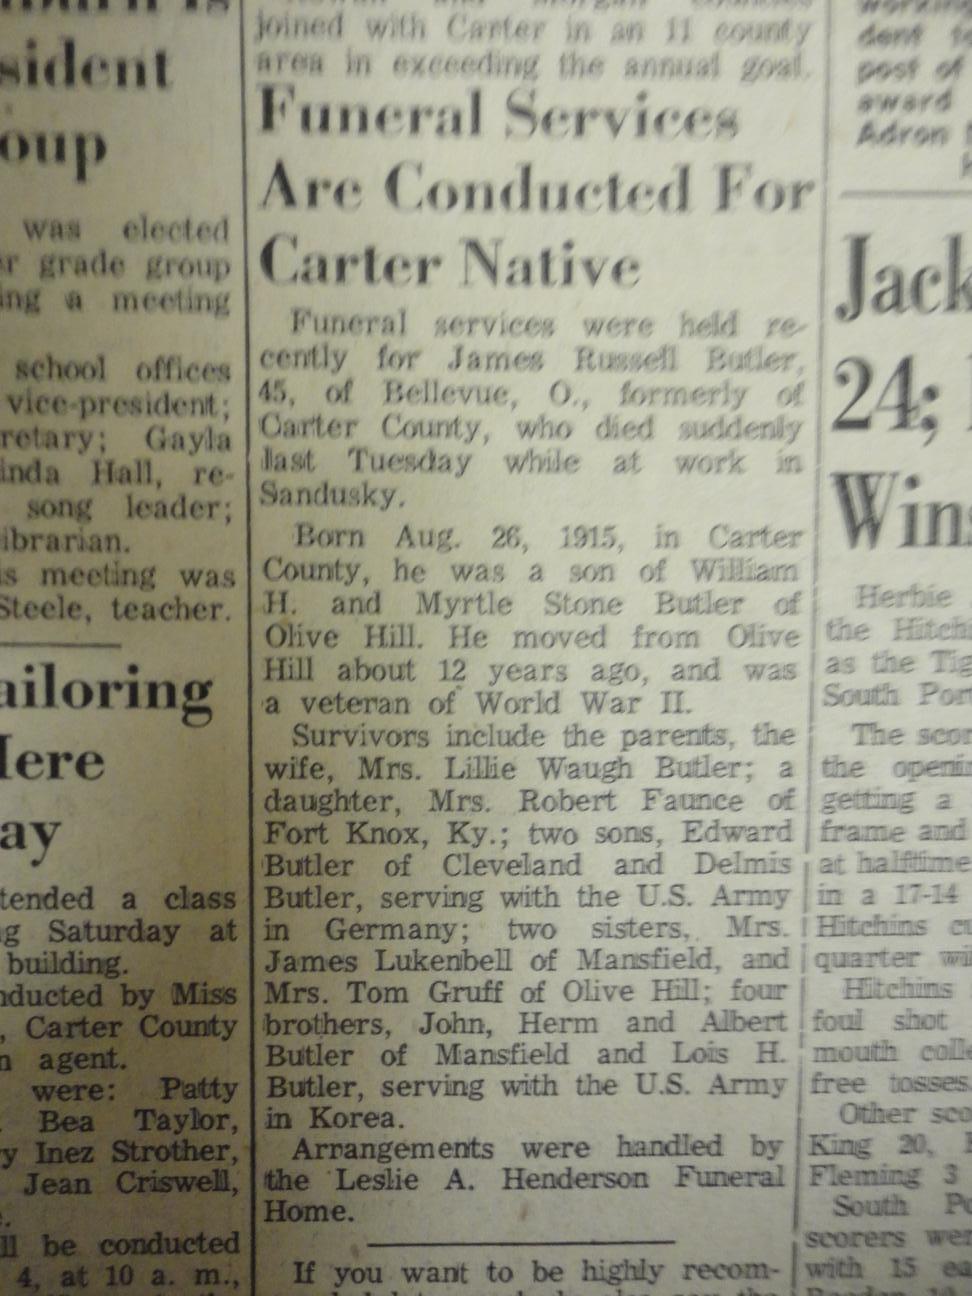 sident
oup
was elected
r grade group
ing a meeting
school offices
vice-president;
retary; Gayla
inda Hall, re-
song leader;
ibrarian.
s meeting was
Steele, teacher.
ailoring
Here
ay
tended a class
g Saturday at
building.
nducted by Miss
, Carter County
n agent.
were: Patty
. Bea Taylor,
y Inez Strother,
Jean Criswell,
e.
ll be conducted
4, at 10 a. m.,
joined with Carter in an 11 county
area in exceeding the annual goal.
Funeral Services
Are Conducted For
Carter Native
Funeral services were held re-
cently for James Russell Butler,
45, of Bellevue, O., formerly of
Carter County, who died suddenly
last Tuesday while at work in
Sandusky.
Born Aug. 26, 1915, in Carter
County, he was a son of William
H. and Myrtle Stone Butler of
Olive Hill. He moved from Olive
Hill about 12 years ago, and was
a veteran of World War II.
Survivors include the parents, the
wife, Mrs. Lillie Waugh Butler; a
daughter, Mrs. Robert Faunce of
Fort Knox, Ky.; two sons, Edward
Butler of Cleveland and Delmis
Butler, serving with the U.S. Army
in Germany; two sisters, Mrs.
James Lukenbell of Mansfield, and
Mrs. Tom Gruff of Olive Hill; four
brothers, John, Herm and Albert
Butler of Mansfield and Lois H.
Butler, serving with the U.S. Army
in Korea.
Arrangements were handled by
the Leslie A. Henderson Funeral
Home.
If you want to be highly recom-
dent
post of
award
Adron
Jack
24;
Wins
Herbie
the Hitch
as the Tig
South Por
The scor
the openin
getting a
frame and
at halftime
in a 17-14
Hitchins cu
quarter wi
Hitchins
foul shot
mouth colle
free tosses.
Other sco
King 20,
Fleming 3
South Po
scorers wer
with 15 ea